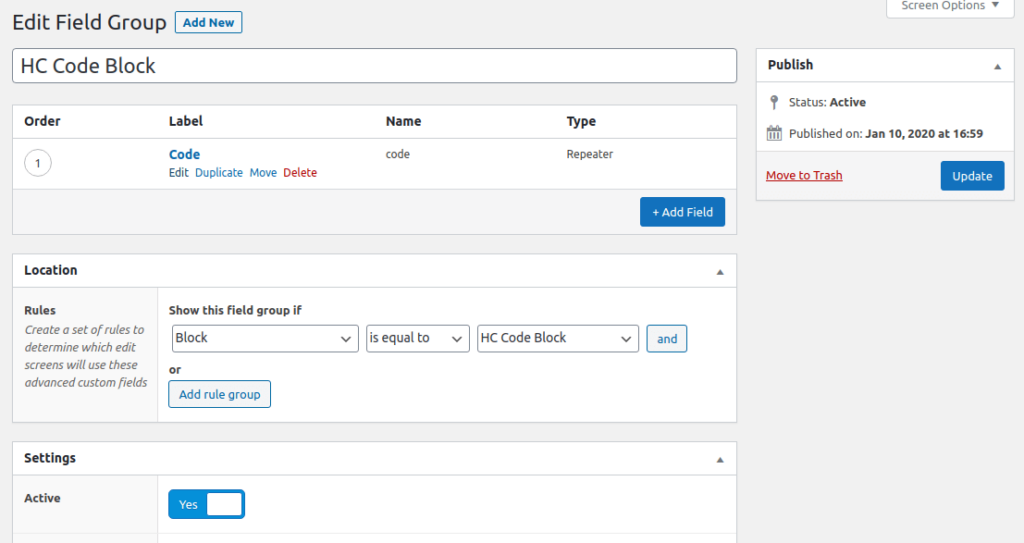 Screen Options
Edit Field Group Add New
HC Code Block
Order Label Name Type
1 Code code Repeater
Edit Duplicate Move Delete
+ Add Field
Publish
Status: Active
Published on: Jan 10, 2020 at 16:59
Move to Trash Update
Location
Rules
Create a set of rules to
determine which edit
screens will use these
advanced custom fields
Show this field group if
Block is equal to HC Code Block and
or
Add rule group
Settings
Active Yes